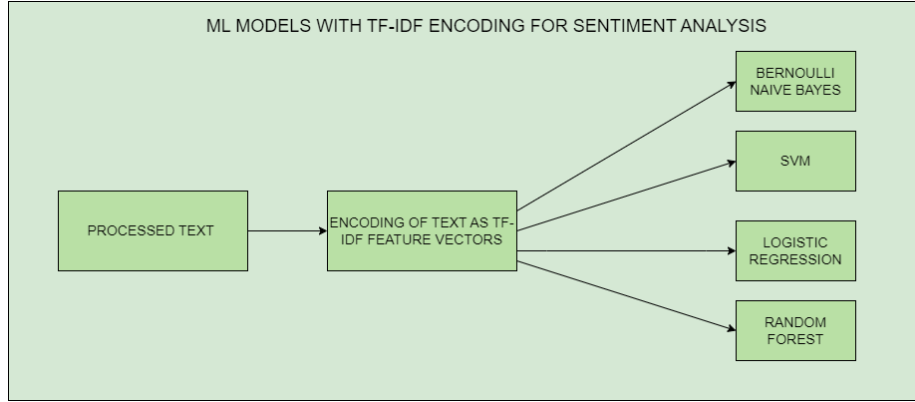 ML MODELS WITH TF-IDF ENCODING FOR SENTIMENT ANALYSIS
PROCESSED TEXT
ENCODING OF TEXT AS TF-
IDF FEATURE VECTORS
BERNOULLI
NAIVE BAYES
SVM
LOGISTIC
REGRESSION
RANDOM
FOREST